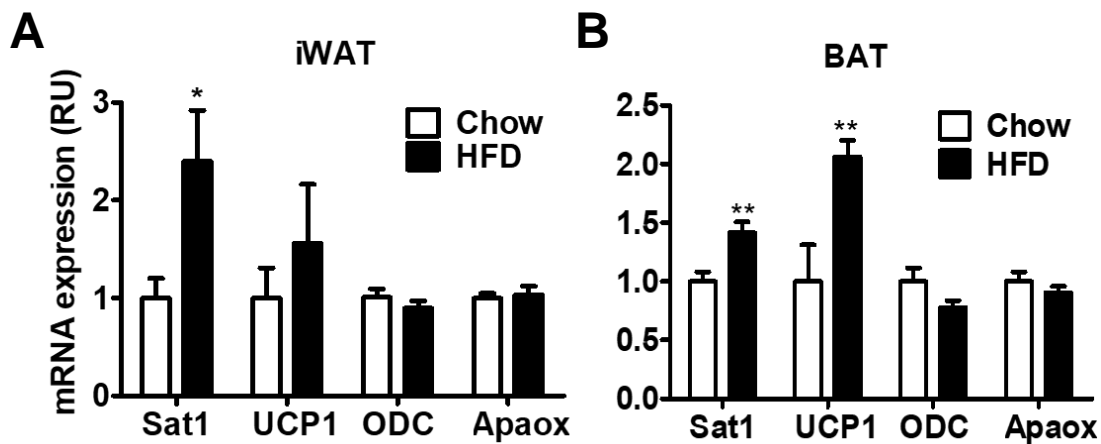 A
iWAT
mRNA expression (RU)
3
2
1
0
*
Chow
HFD
Sat1 UCP1 ODC Apaox
B
BAT
2.5
2.0
1.5
1.0
0.5
0.0
**
**
Chow
HFD
Sat1 UCP1 ODC Apaox